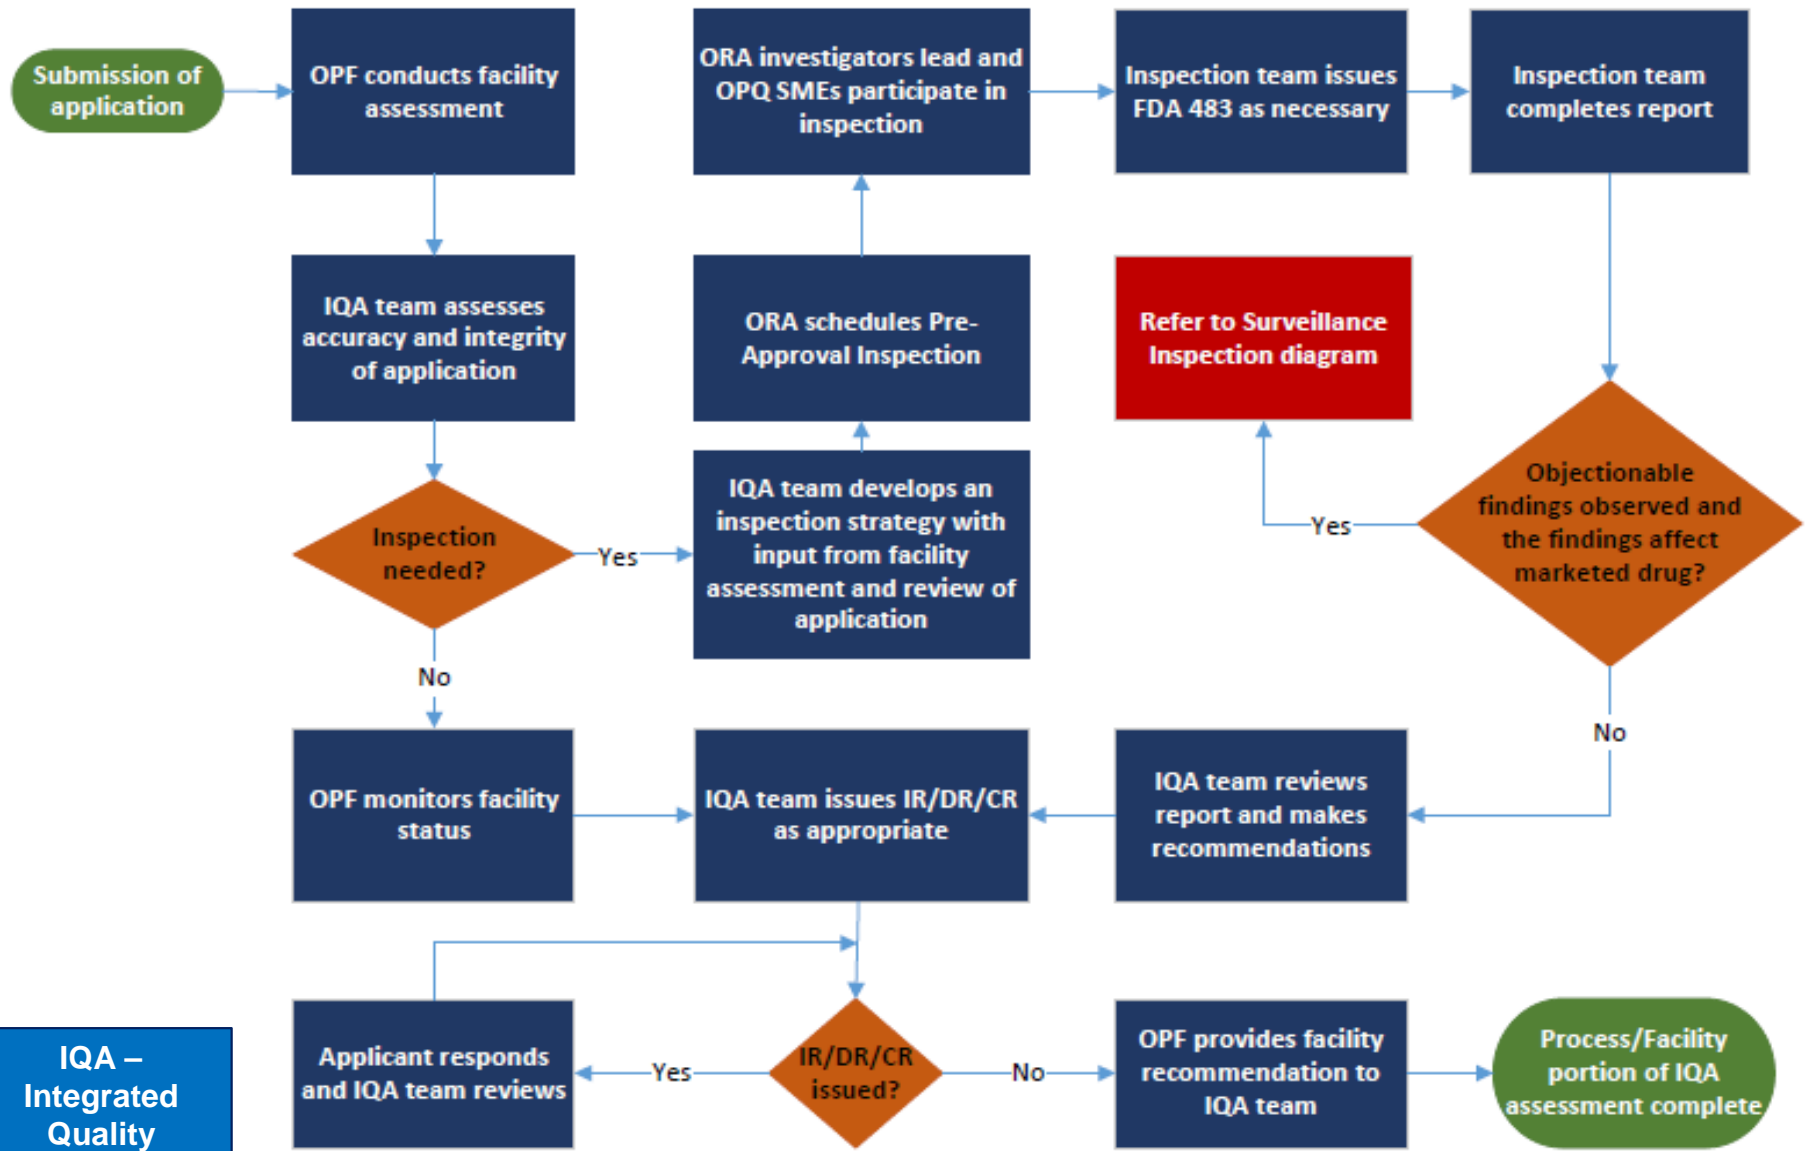 Submission of
application
OPF conducts facility
assessment
ORA investigators lead and
OPQ SMEs participate in
inspection
Inspection team issues
FDA 483 as necessary
Inspection team
completes report
IQA team assesses
accuracy and integrity
of application
ORA schedules Pre-
Approval Inspection
Refer to Surveillance
Inspection diagram
Objectionable
findings observed and
the findings affect
marketed drug?
Yes
Inspection
needed?
Yes
IQA team develops an
inspection strategy with
input from facility
assessment and review of
application
No
No
OPF monitors facility
status
IQA team issues IR/DR/CR
as appropriate
IQA team reviews
report and makes
recommendations
Applicant responds
and IQA team reviews
Yes
IR/DR/CR
issued?
No
OPF provides facility
recommendation to
IQA team
Process/Facility
portion of IQA
assessment complete
IQA –
Integrated
Quality